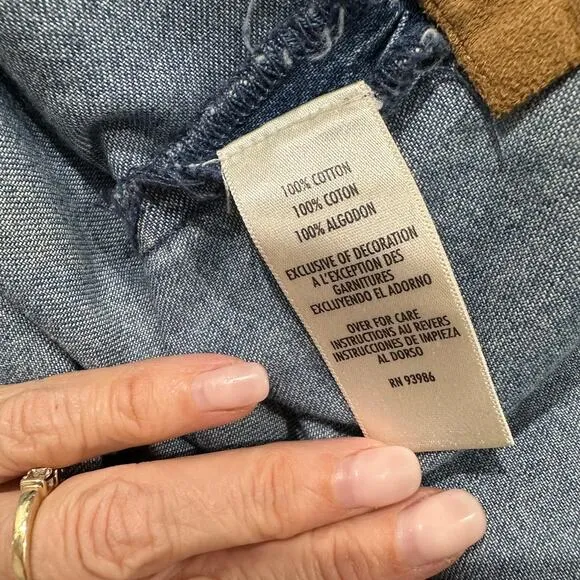 100% COTTON
100% COTON
100% ALGODON
EXCLUSIVE OF DECORATION
A L'EXCEPTION DES
GARNITURES
EXCLUYENDO EL ADORNO
OVER FOR CARE
INSTRUCTIONS AU REVERS
INSTRUCCIONES DE IMPIEZA
AL DORSO
RN 93986